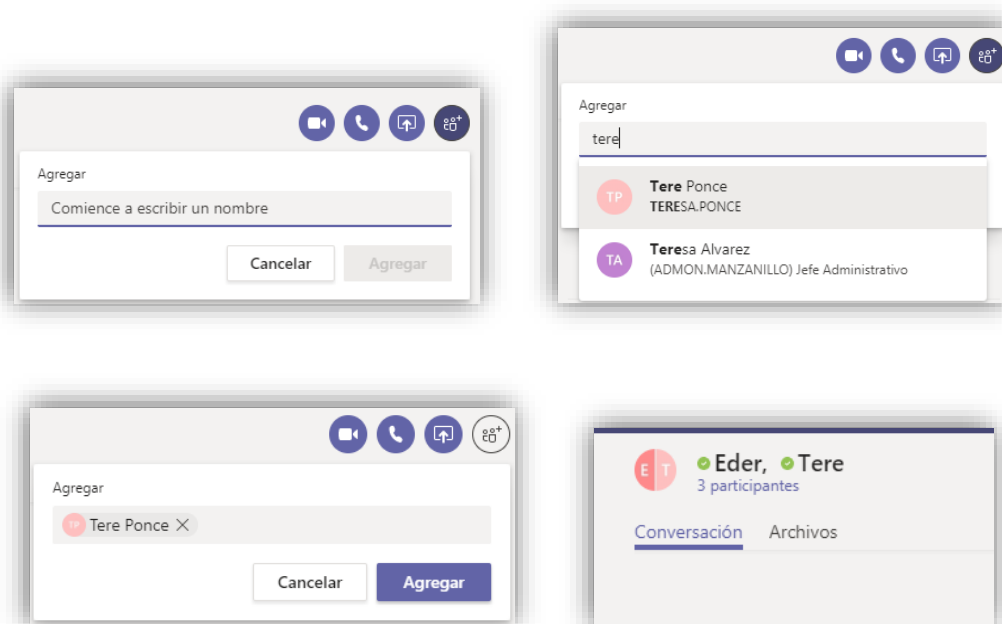 Agregar
Comience a escribir un nombre
Cancelar
Agregar
Agregar
tere
TP
Tere Ponce
TERESA.PONCE
TA
Teresa Alvarez
(ADMON.MANZANILLO) Jefe Administrativo
Agregar
TP Tere Ponce
Cancelar
Agregar
E T
Eder, Tere
3 participantes
Conversación
Archivos